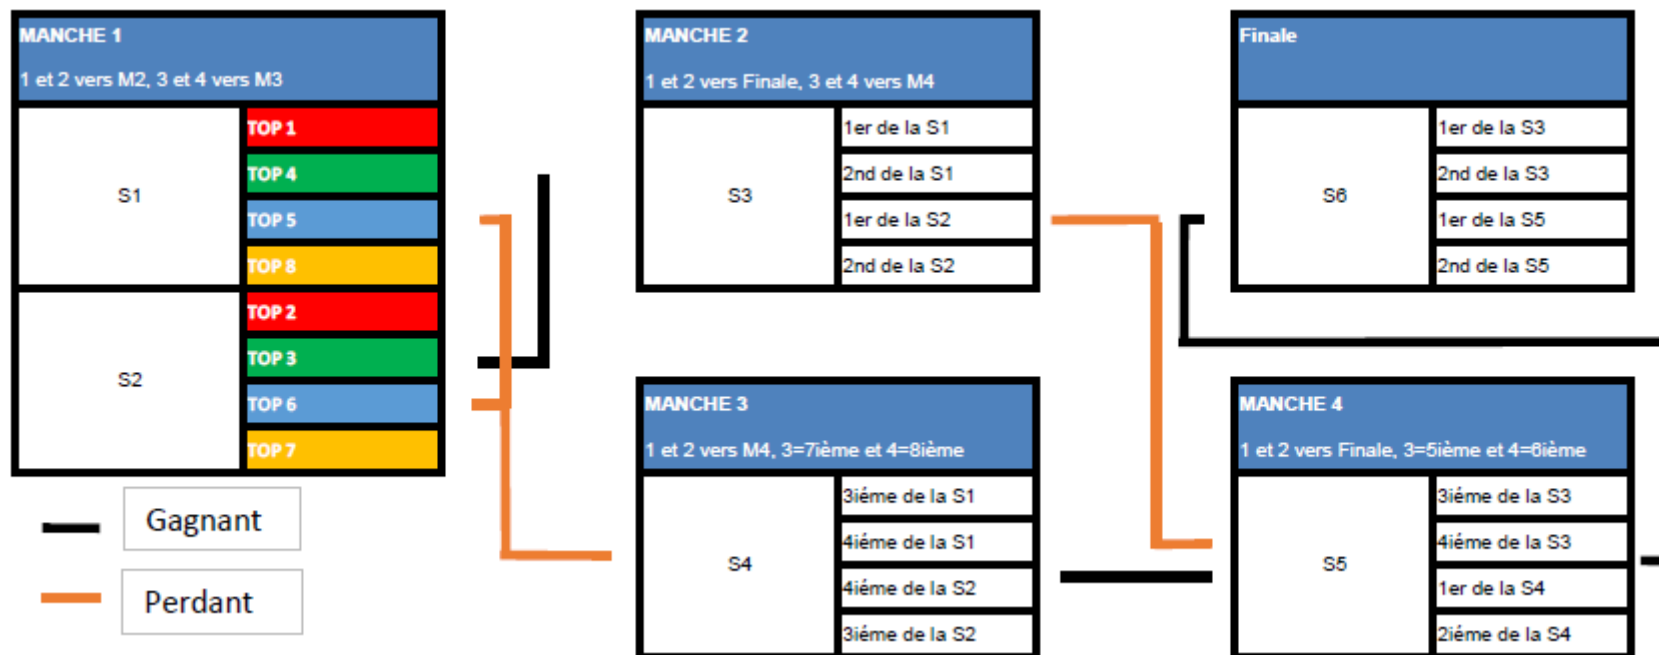 MANCHE 1
1 et 2 vers M2, 3 et 4 vers M3
S1
TOP 1
TOP 4
TOP 5
TOP 8
S2
TOP 2
TOP 3
TOP 6
TOP 7
Gagnant
Perdant
MANCHE 2
1 et 2 vers Finale, 3 et 4 vers M4
S3
1er de la S1
2nd de la S1
1er de la S2
2nd de la S2
MANCHE 3
1 et 2 vers M4, 3=7ième et 4=8ième
S4
3iéme de la S1
4iéme de la S1
4iéme de la S2
3iéme de la S2
Finale
S6
1er de la S3
2nd de la S3
1er de la S5
2nd de la S5
MANCHE 4
1 et 2 vers Finale, 3=5ième et 4=6ième
S5
3iéme de la S3
4iéme de la S3
1er de la S4
2iéme de la S4